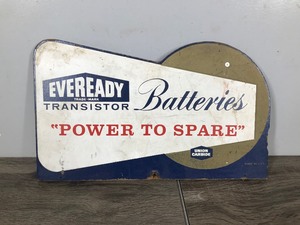 EVEREADY
TRADE-MARK
TRANSISTOR Batteries
"POWER TO SPARE"
UNION
CARBIDE